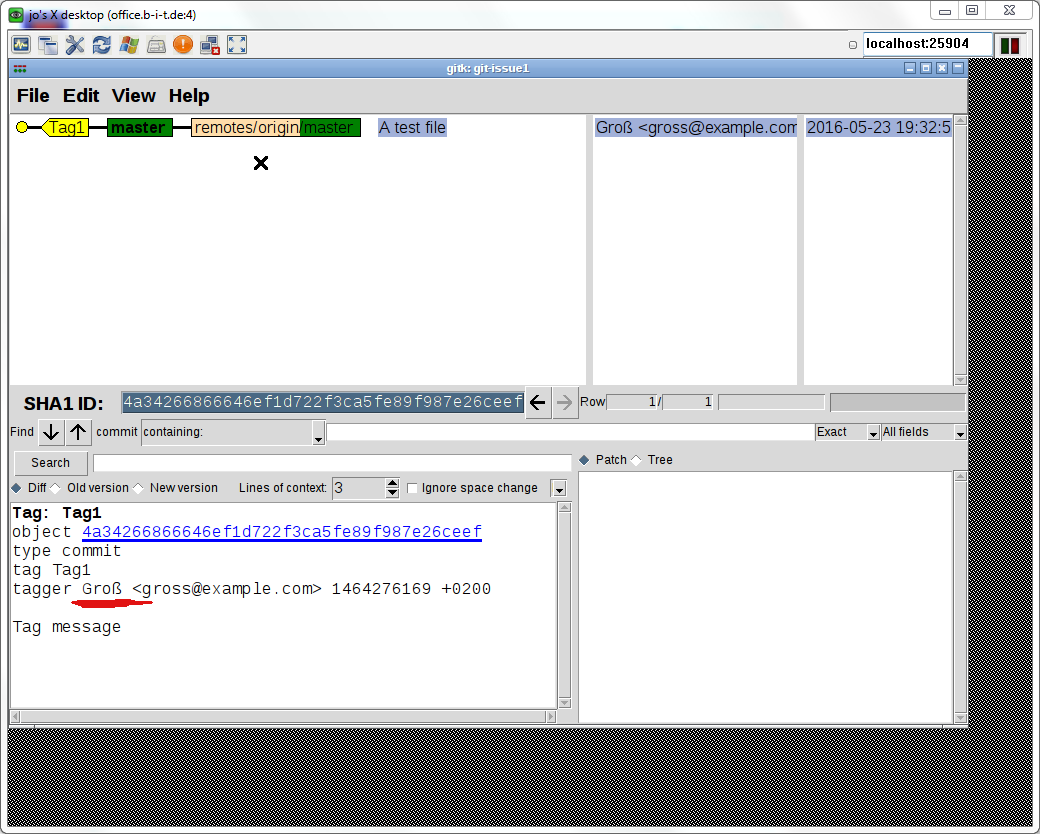 jo's X desktop (office.b-i-t.de:4)
localhost:25904
gitk: git-issue1
File Edit View Help
Tag1 master remotes/origin/master A test file Groß <gross@example.com 2016-05-23 19:32:5
SHA1 ID: 4a34266866646ef1d722f3ca5fe89f987e26ceef Row 1/ 1
Find commit containing: Exact All fields
Search
Patch Tree
Diff Old version New version Lines of context: 3 Ignore space change
Tag: Tag1
object 4a34266866646ef1d722f3ca5fe89f987e26ceef
type commit
tag Tag1
tagger Groß <gross@example.com> 1464276169 +0200
Tag message